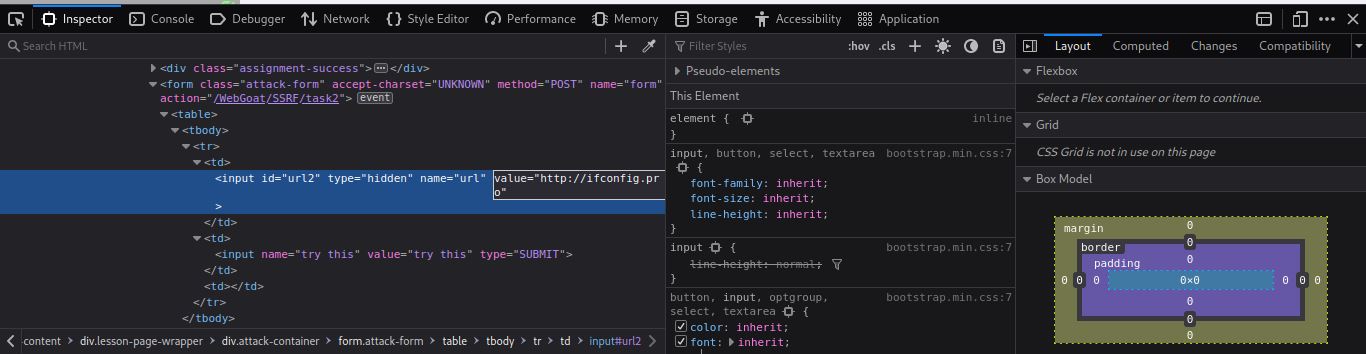 Inspector Console Debugger Network Style Editor Performance Memory Storage Accessibility Application
Search HTML
<div class="assignment-success"> </div>
<form class="attack-form" accept-charset="UNKNOWN" method="POST" name="form"
action="/WebGoat/SSRF/task2"> event
<table>
<tbody>
<tr>
<td>
<input id="url2" type="hidden" name="url" value="http://ifconfig.pr
o"
>
</td>
<td>
<input name="try this" value="try this" type="SUBMIT">
</td>
<td></td>
</tr>
</tbody>
content div.lesson-page-wrapper div.attack-container form.attack-form table tbody tr td input#url2
Filter Styles :hov .cls
Pseudo-elements
This Element
element { inline
}
input, button, select, textarea bootstrap.min.css:7
{
font-family: inherit;
font-size: inherit;
line-height: inherit;
}
input { bootstrap.min.css:7
line-height: normal;
}
button, input, optgroup, bootstrap.min.css:7
select, textarea {
color: inherit;
font: inherit;
Layout Computed Changes Compatibility
Flexbox
Select a Flex container or item to continue.
Grid
CSS Grid is not in use on this page
Box Model
margin 0
border 0
padding 0
0 0 0 0×0 0 0 0
0
0
0